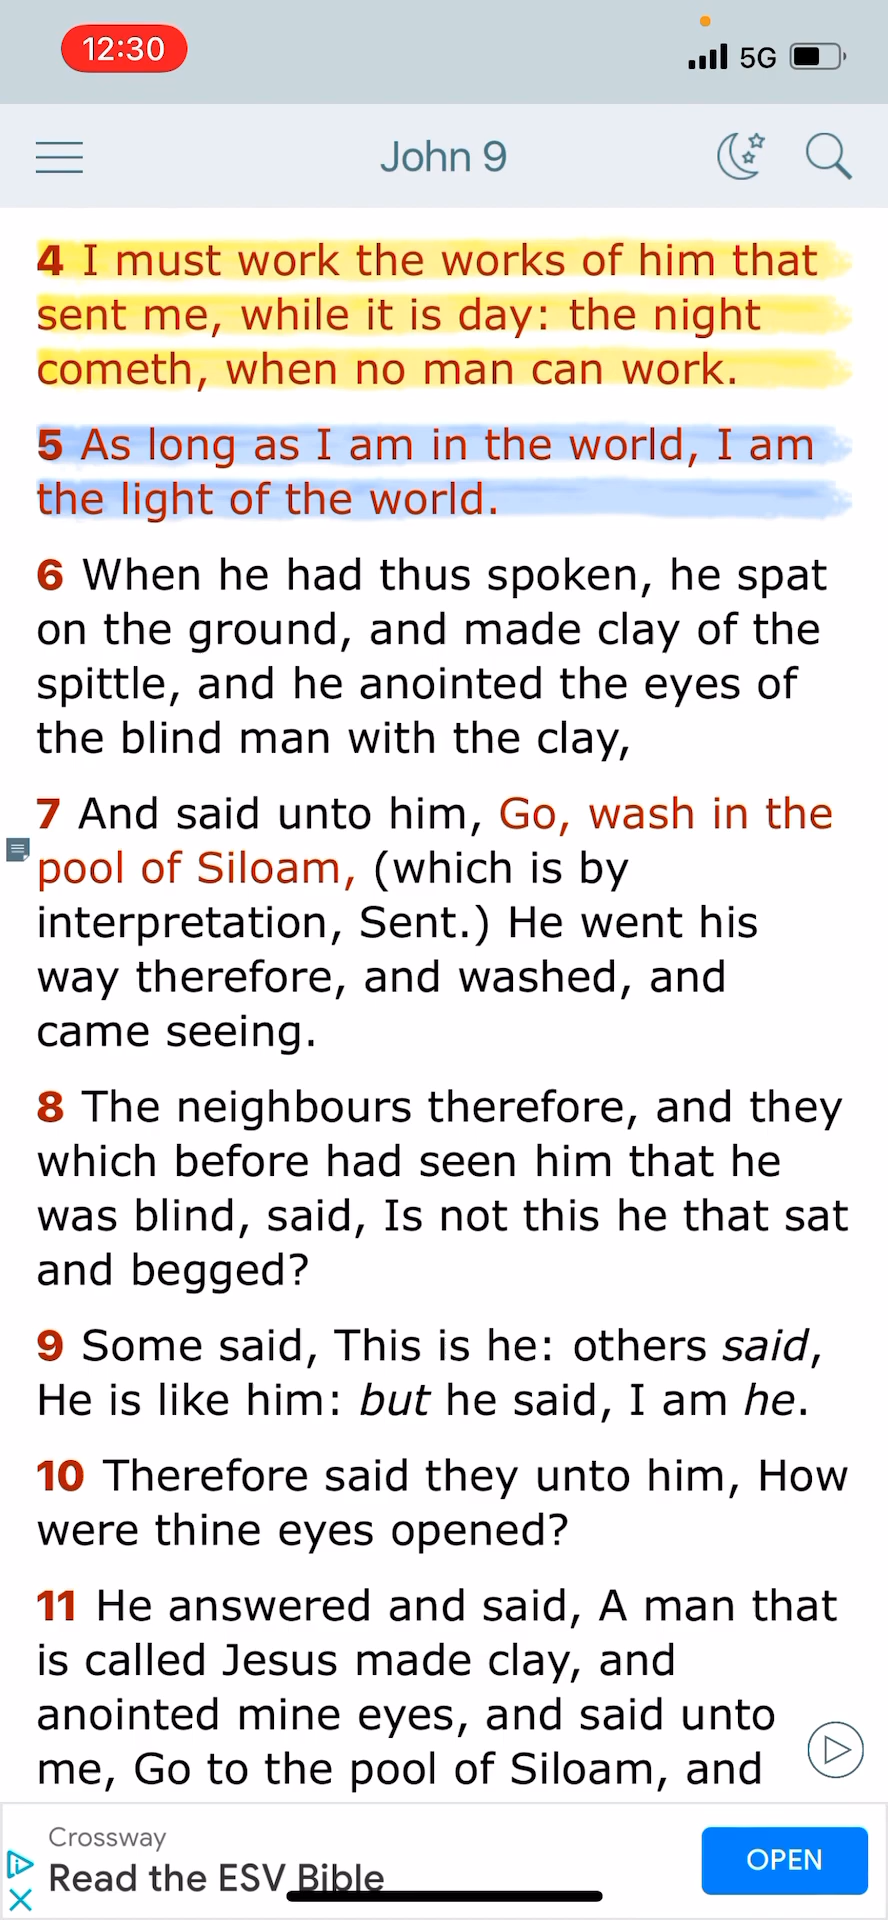 12:30
5G
John 9
4 I must work the works of him that
sent me, while it is day: the night
cometh, when no man can work.
5 As long as I am in the world, I am
the light of the world.
6 When he had thus spoken, he spat
on the ground, and made clay of the
spittle, and he anointed the eyes of
the blind man with the clay,
7 And said unto him, Go, wash in the
pool of Siloam, (which is by
interpretation, Sent.) He went his
way therefore, and washed, and
came seeing.
8 The neighbours therefore, and they
which before had seen him that he
was blind, said, Is not this he that sat
and begged?
9 Some said, This is he: others said,
He is like him: but he said, I am he.
10 Therefore said they unto him, How
were thine eyes opened?
11 He answered and said, A man that
is called Jesus made clay, and
anointed mine eyes, and said unto
me, Go to the pool of Siloam, and
Crossway
Read the ESV Bible
OPEN